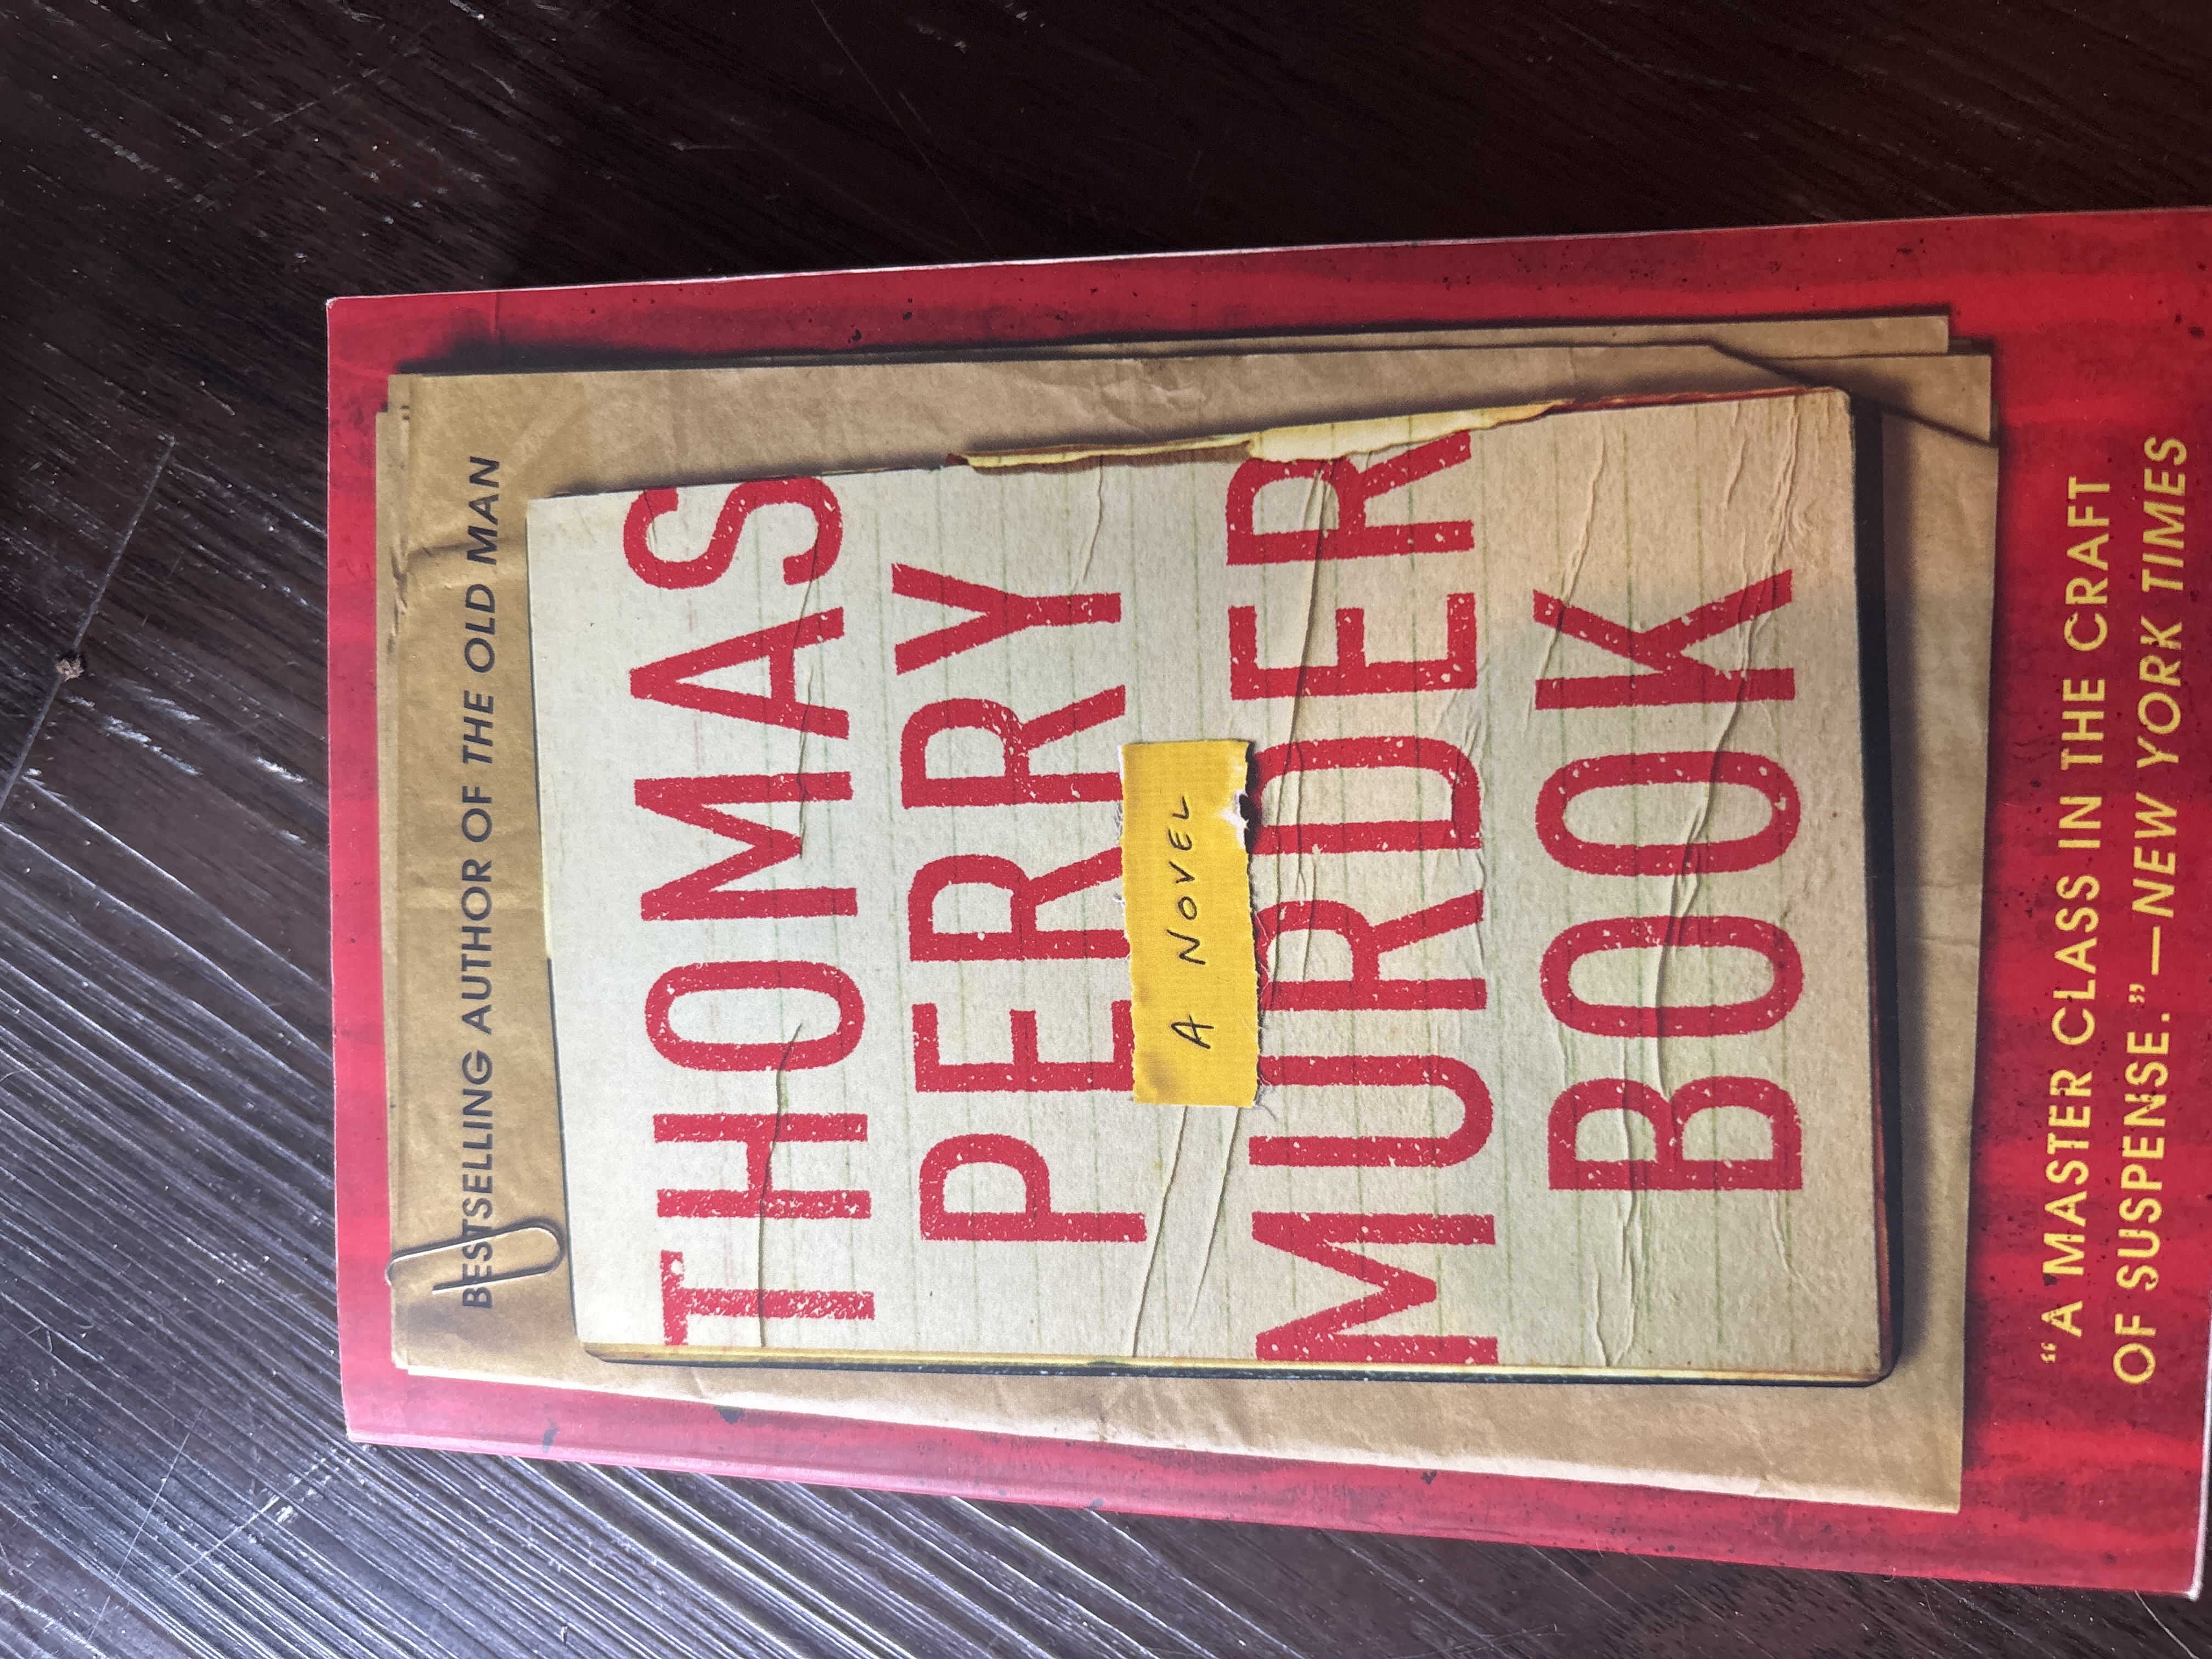 BESTSELLING AUTHOR OF THE OLD MAN
THOMAS
PERRY
A NOVEL
MURDER
BOOK
“A MASTER CLASS IN THE CRAFT
OF SUSPENSE.”—NEW YORK TIMES